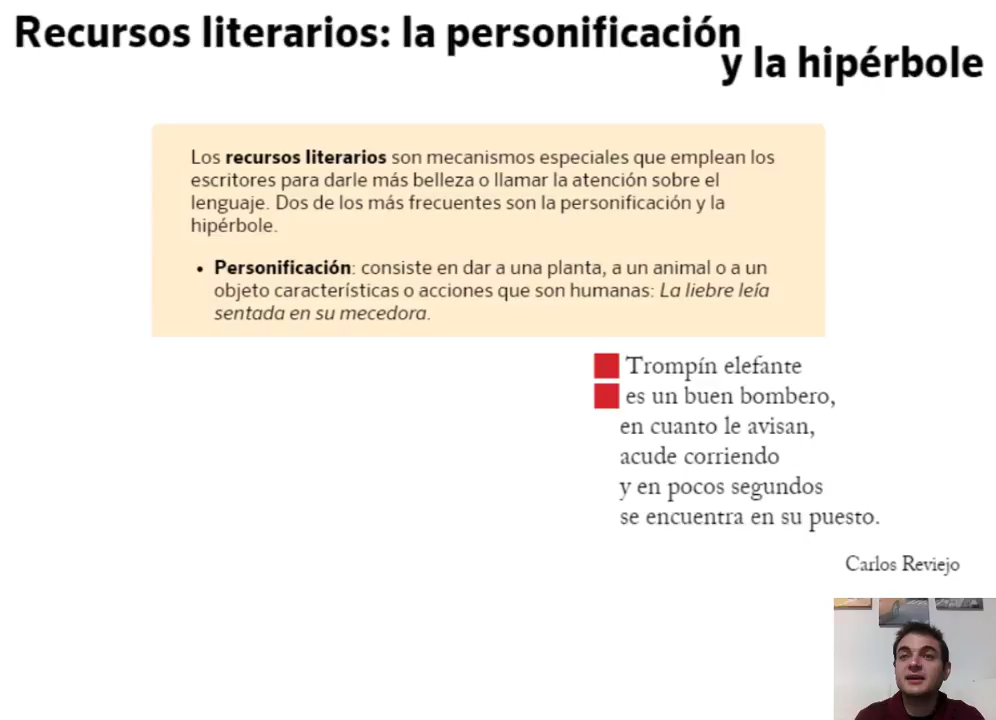 Recursos literarios: la personificación
y la hipérbole
Los recursos literarios son mecanismos especiales que emplean los
escritores para darle más belleza o llamar la atención sobre el
lenguaje. Dos de los más frecuentes son la personificación y la
hipérbole.
• Personificación: consiste en dar a una planta, a un animal o a un
objeto características o acciones que son humanas: La liebre leía
sentada en su mecedora.
Trompín elefante
es un buen bombero,
en cuanto le avisan,
acude corriendo
y en pocos segundos
se encuentra en su puesto.
Carlos Reviejo